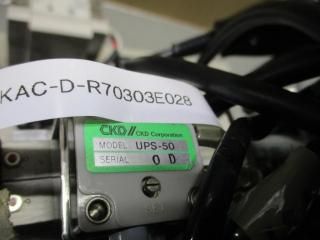 KAC-D-R70303E028
CKD CKD Corporation
MODEL UPS-50
SERIAL 0 D